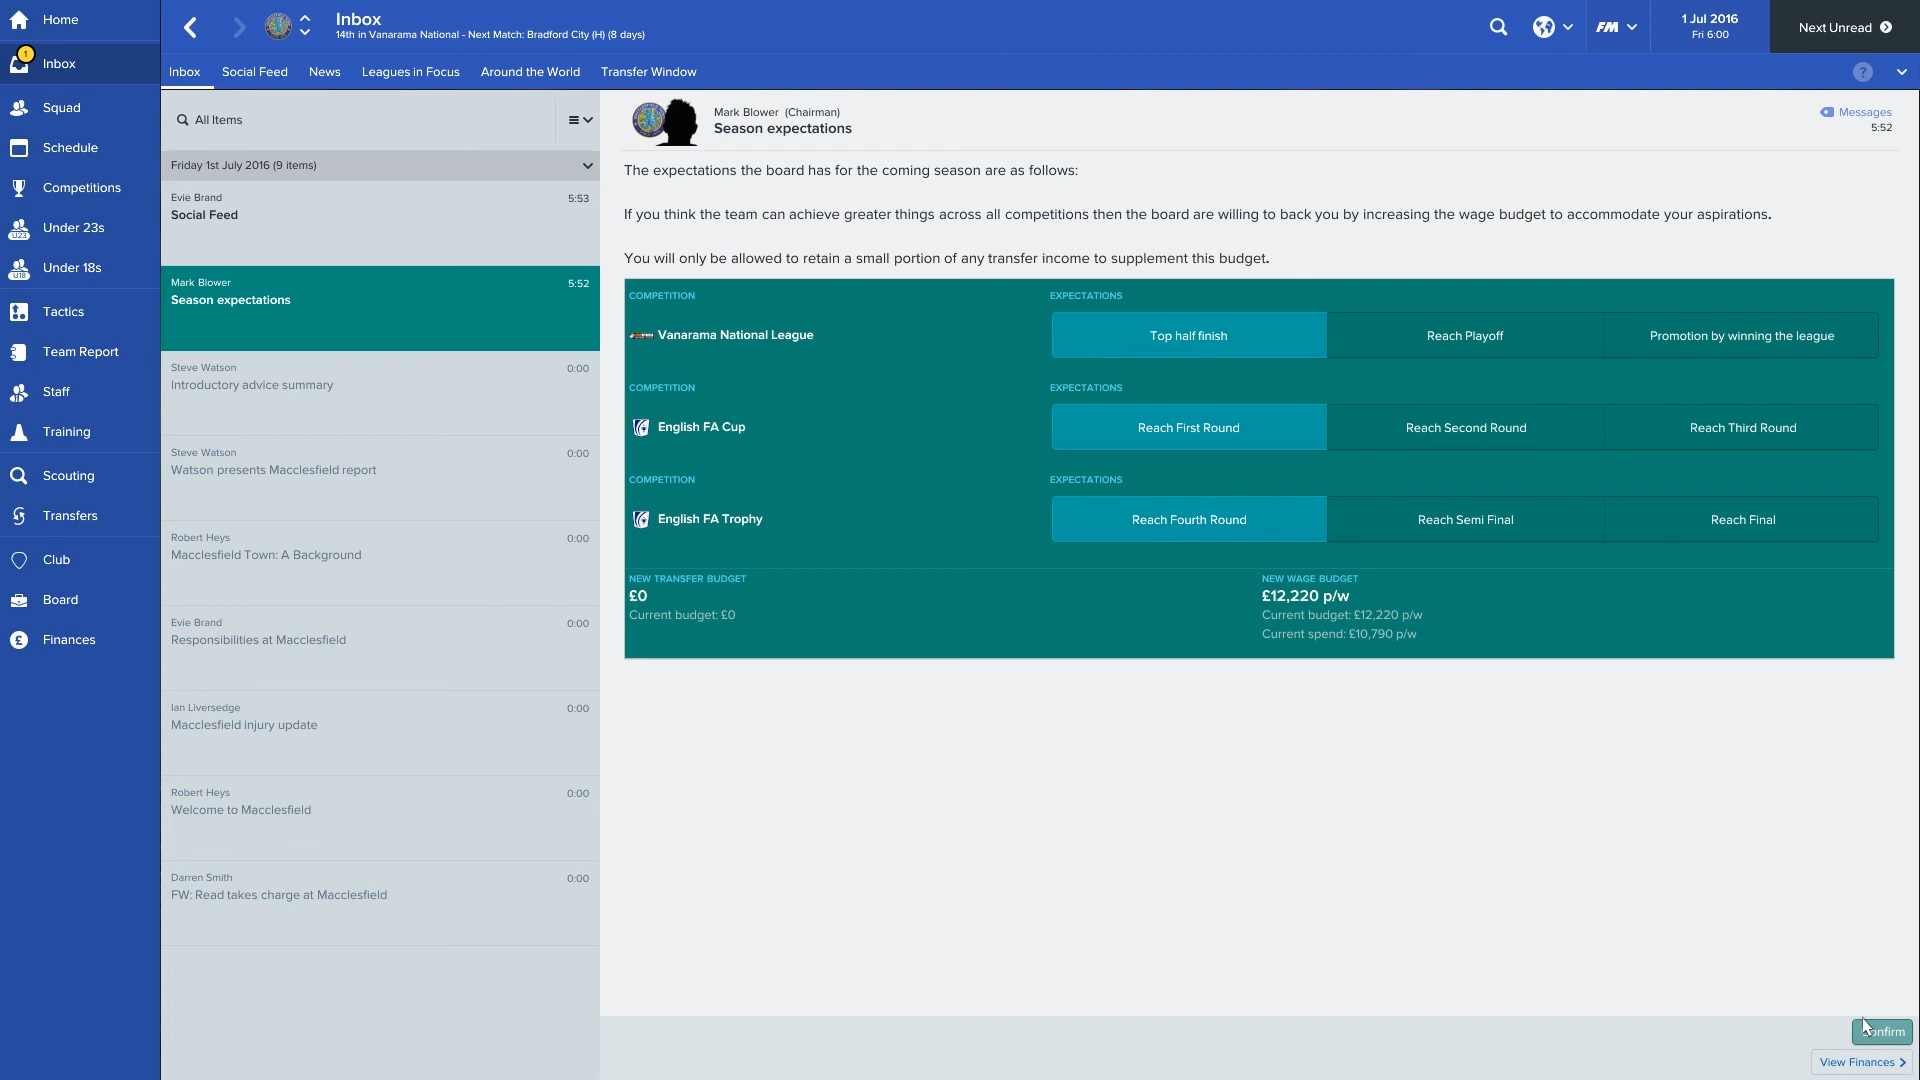 Home
1
Inbox
Squad
Schedule
Competitions
Under 23s
Under 18s
Tactics
Team Report
Staff
Training
Scouting
Transfers
Club
Board
Finances
Inbox
14th in Vanarama National - Next Match: Bradford City (H) (8 days)
FM
1 Jul 2016
Fri 6:00
Next Unread
Inbox
Social Feed
News
Leagues in Focus
Around the World
Transfer Window
?
All Items
Friday 1st July 2016 (9 items)
Evie Brand
5:53
Social Feed
Mark Blower
5:52
Season expectations
Steve Watson
0:00
Introductory advice summary
Steve Watson
0:00
Watson presents Macclesfield report
Robert Heys
0:00
Macclesfield Town: A Background
Evie Brand
0:00
Responsibilities at Macclesfield
Ian Liversedge
0:00
Macclesfield injury update
Robert Heys
0:00
Welcome to Macclesfield
Darren Smith
0:00
FW: Read takes charge at Macclesfield
Mark Blower (Chairman)
Season expectations
Messages
5:52
The expectations the board has for the coming season are as follows:
If you think the team can achieve greater things across all competitions then the board are willing to back you by increasing the wage budget to accommodate your aspirations.
You will only be allowed to retain a small portion of any transfer income to supplement this budget.
COMPETITION
EXPECTATIONS
Vanarama National League
Top half finish
Reach Playoff
Promotion by winning the league
COMPETITION
EXPECTATIONS
English FA Cup
Reach First Round
Reach Second Round
Reach Third Round
COMPETITION
EXPECTATIONS
English FA Trophy
Reach Fourth Round
Reach Semi Final
Reach Final
NEW TRANSFER BUDGET
£0
Current budget: £0
NEW WAGE BUDGET
£12,220 p/w
Current budget: £12,220 p/w
Current spend: £10,790 p/w
Confirm
View Finances